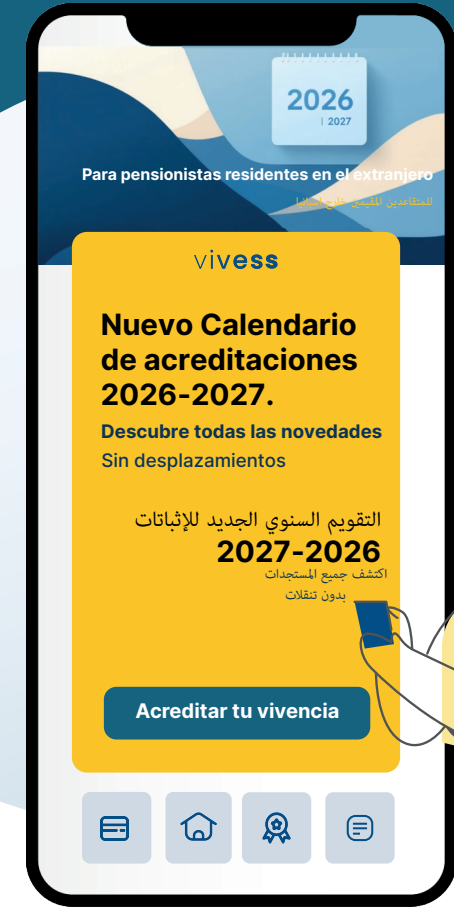 2026
| 2027
Para pensionistas residentes en el extranjero
للمتقاعدين المقيمين خارج اسبانيا
vivess
Nuevo Calendario
de acreditaciones
2026-2027.
Descubre todas las novedades
Sin desplazamientos
التقويم السنوي الجديد للإثباتات
2027-2026
اكتشف جميع المستجدات
بدون تنقلات
Acreditar tu vivencia